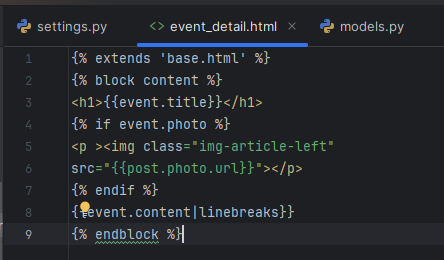 settings.py event_detail.html models.py
1 {% extends 'base.html' %}
2 {% block content %}
3 <h1>{{event.title}}</h1>
4 {% if event.photo %}
5 <p ><img class="img-article-left"
6 src="{{post.photo.url}}"></p>
7 {% endif %}
8 {{event.content|linebreaks}}
9 {% endblock %}